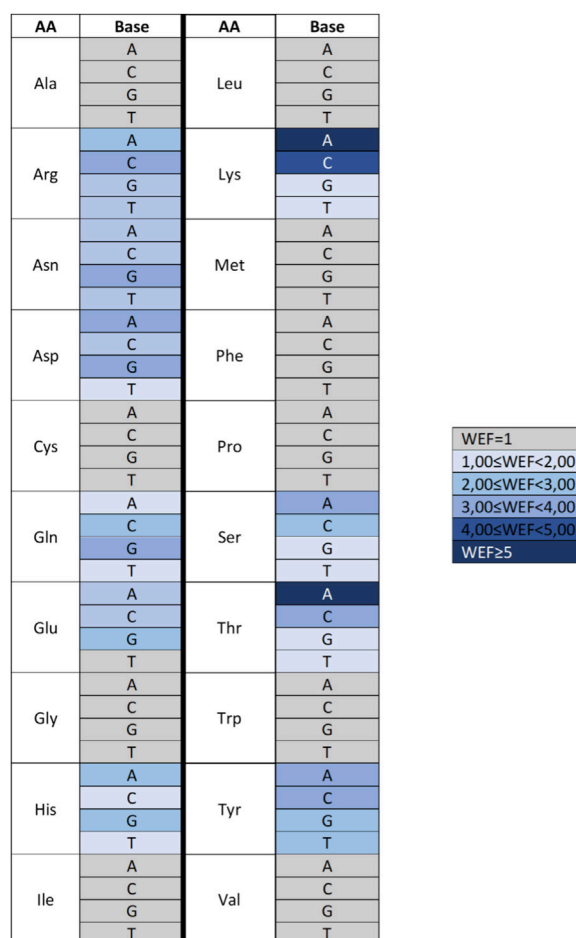 AA Base AA Base
Ala A Leu A
C C
G G
T T
Arg A Lys A
C C
G G
T T
Asn A Met A
C C
G G
T T
Asp A Phe A
C C
G G
T T
Cys A Pro A
C C
G G
T T
Gln A Ser A
C C
G G
T T
Glu A Thr A
C C
G G
T T
Gly A Trp A
C C
G G
T T
His A Tyr A
C C
G G
T T
Ile A Val A
C C
G G
T T
WEF=1
1,00≤WEF<2,00
2,00≤WEF<3,00
3,00≤WEF<4,00
4,00≤WEF<5,00
WEF≥5